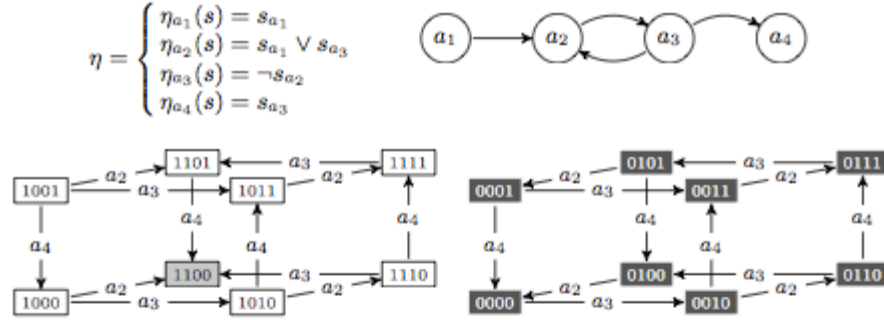 η = { η_{a_1}(s) = s_{a_1}
η_{a_2}(s) = s_{a_1} ∨ s_{a_3}
η_{a_3}(s) = ¬s_{a_2}
η_{a_4}(s) = s_{a_3}
a_1 a_2 a_3 a_4
1101 a_3 1111 0101 a_3 0111
a_2 a_2 a_2 a_2
1001 a_3 1011 0001 a_3 0011
a_4 a_4 a_4 a_4 a_4 a_4 a_4 a_4
1100 a_3 1110 0100 a_3 0110
a_2 a_2 a_2 a_2
1000 a_3 1010 0000 a_3 0010